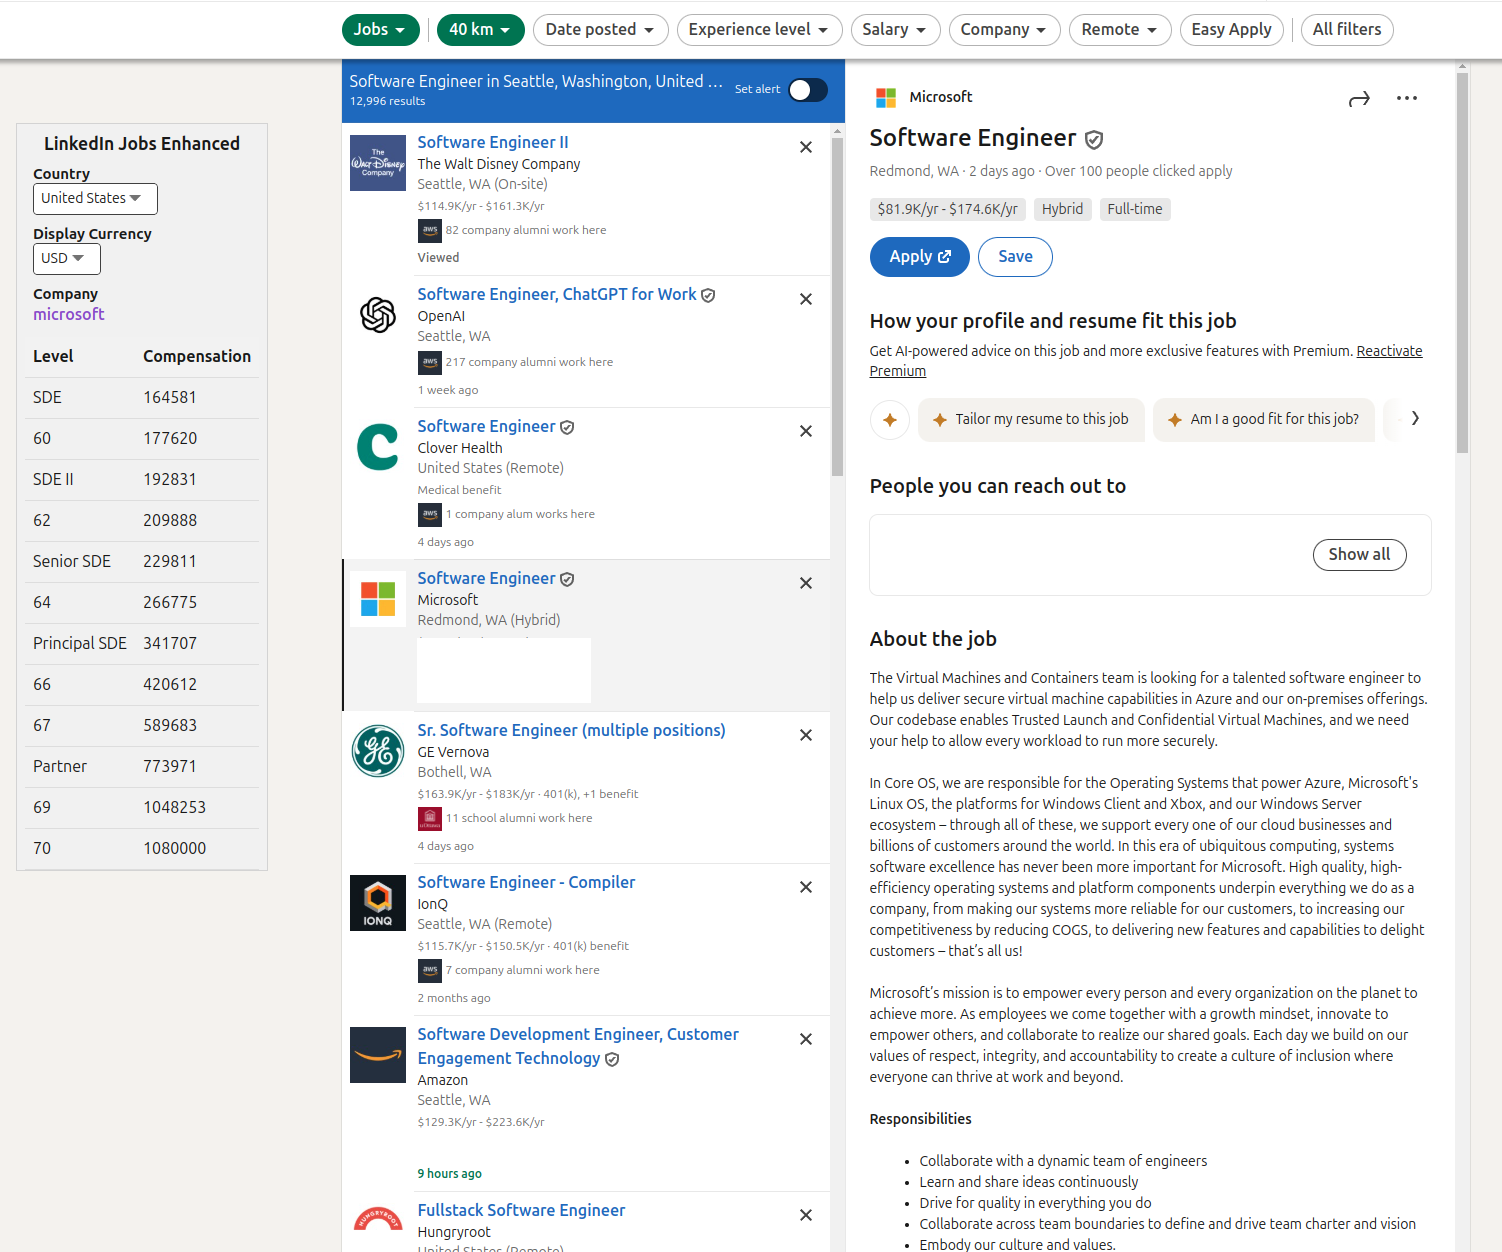 Jobs
40 km
Date posted
Experience level
Salary
Company
Remote
Easy Apply
All filters
LinkedIn Jobs Enhanced
Country
United States
Display Currency
USD
Company
microsoft
Level Compensation
SDE 164581
60 177620
SDE II 192831
62 209888
Senior SDE 229811
64 266775
Principal SDE 341707
66 420612
67 589683
Partner 773971
69 1048253
70 1080000
Software Engineer in Seattle, Washington, United ...
12,996 results
Set alert
The
Walt Disney
Company
Software Engineer II
The Walt Disney Company
Seattle, WA (On-site)
$114.9K/yr - $161.3K/yr
aws 82 company alumni work here
Viewed
Software Engineer, ChatGPT for Work
OpenAI
Seattle, WA
aws 217 company alumni work here
1 week ago
Software Engineer
Clover Health
United States (Remote)
Medical benefit
aws 1 company alum works here
4 days ago
Software Engineer
Microsoft
Redmond, WA (Hybrid)
Sr. Software Engineer (multiple positions)
GE Vernova
Bothell, WA
$163.9K/yr - $183K/yr · 401(k), +1 benefit
11 school alumni work here
4 days ago
IONQ
Software Engineer - Compiler
IonQ
Seattle, WA (Remote)
$115.7K/yr - $150.5K/yr · 401(k) benefit
aws 7 company alumni work here
2 months ago
Software Development Engineer, Customer
Engagement Technology
Amazon
Seattle, WA
$129.3K/yr - $223.6K/yr
9 hours ago
HUNGRYROOT
Fullstack Software Engineer
Hungryroot
United States (Remote)
Microsoft
Software Engineer
Redmond, WA · 2 days ago · Over 100 people clicked apply
$81.9K/yr - $174.6K/yr
Hybrid
Full-time
Apply
Save
How your profile and resume fit this job
Get AI-powered advice on this job and more exclusive features with Premium. Reactivate
Premium
Tailor my resume to this job
Am I a good fit for this job?
People you can reach out to
Show all
About the job
The Virtual Machines and Containers team is looking for a talented software engineer to
help us deliver secure virtual machine capabilities in Azure and our on-premises offerings.
Our codebase enables Trusted Launch and Confidential Virtual Machines, and we need
your help to allow every workload to run more securely.
In Core OS, we are responsible for the Operating Systems that power Azure, Microsoft's
Linux OS, the platforms for Windows Client and Xbox, and our Windows Server
ecosystem – through all of these, we support every one of our cloud businesses and
billions of customers around the world. In this era of ubiquitous computing, systems
software excellence has never been more important for Microsoft. High quality, high-
efficiency operating systems and platform components underpin everything we do as a
company, from making our systems more reliable for our customers, to increasing our
competitiveness by reducing COGS, to delivering new features and capabilities to delight
customers – that’s all us!
Microsoft’s mission is to empower every person and every organization on the planet to
achieve more. As employees we come together with a growth mindset, innovate to
empower others, and collaborate to realize our shared goals. Each day we build on our
values of respect, integrity, and accountability to create a culture of inclusion where
everyone can thrive at work and beyond.
Responsibilities
• Collaborate with a dynamic team of engineers
• Learn and share ideas continuously
• Drive for quality in everything you do
• Collaborate across team boundaries to define and drive team charter and vision
• Embody our culture and values.